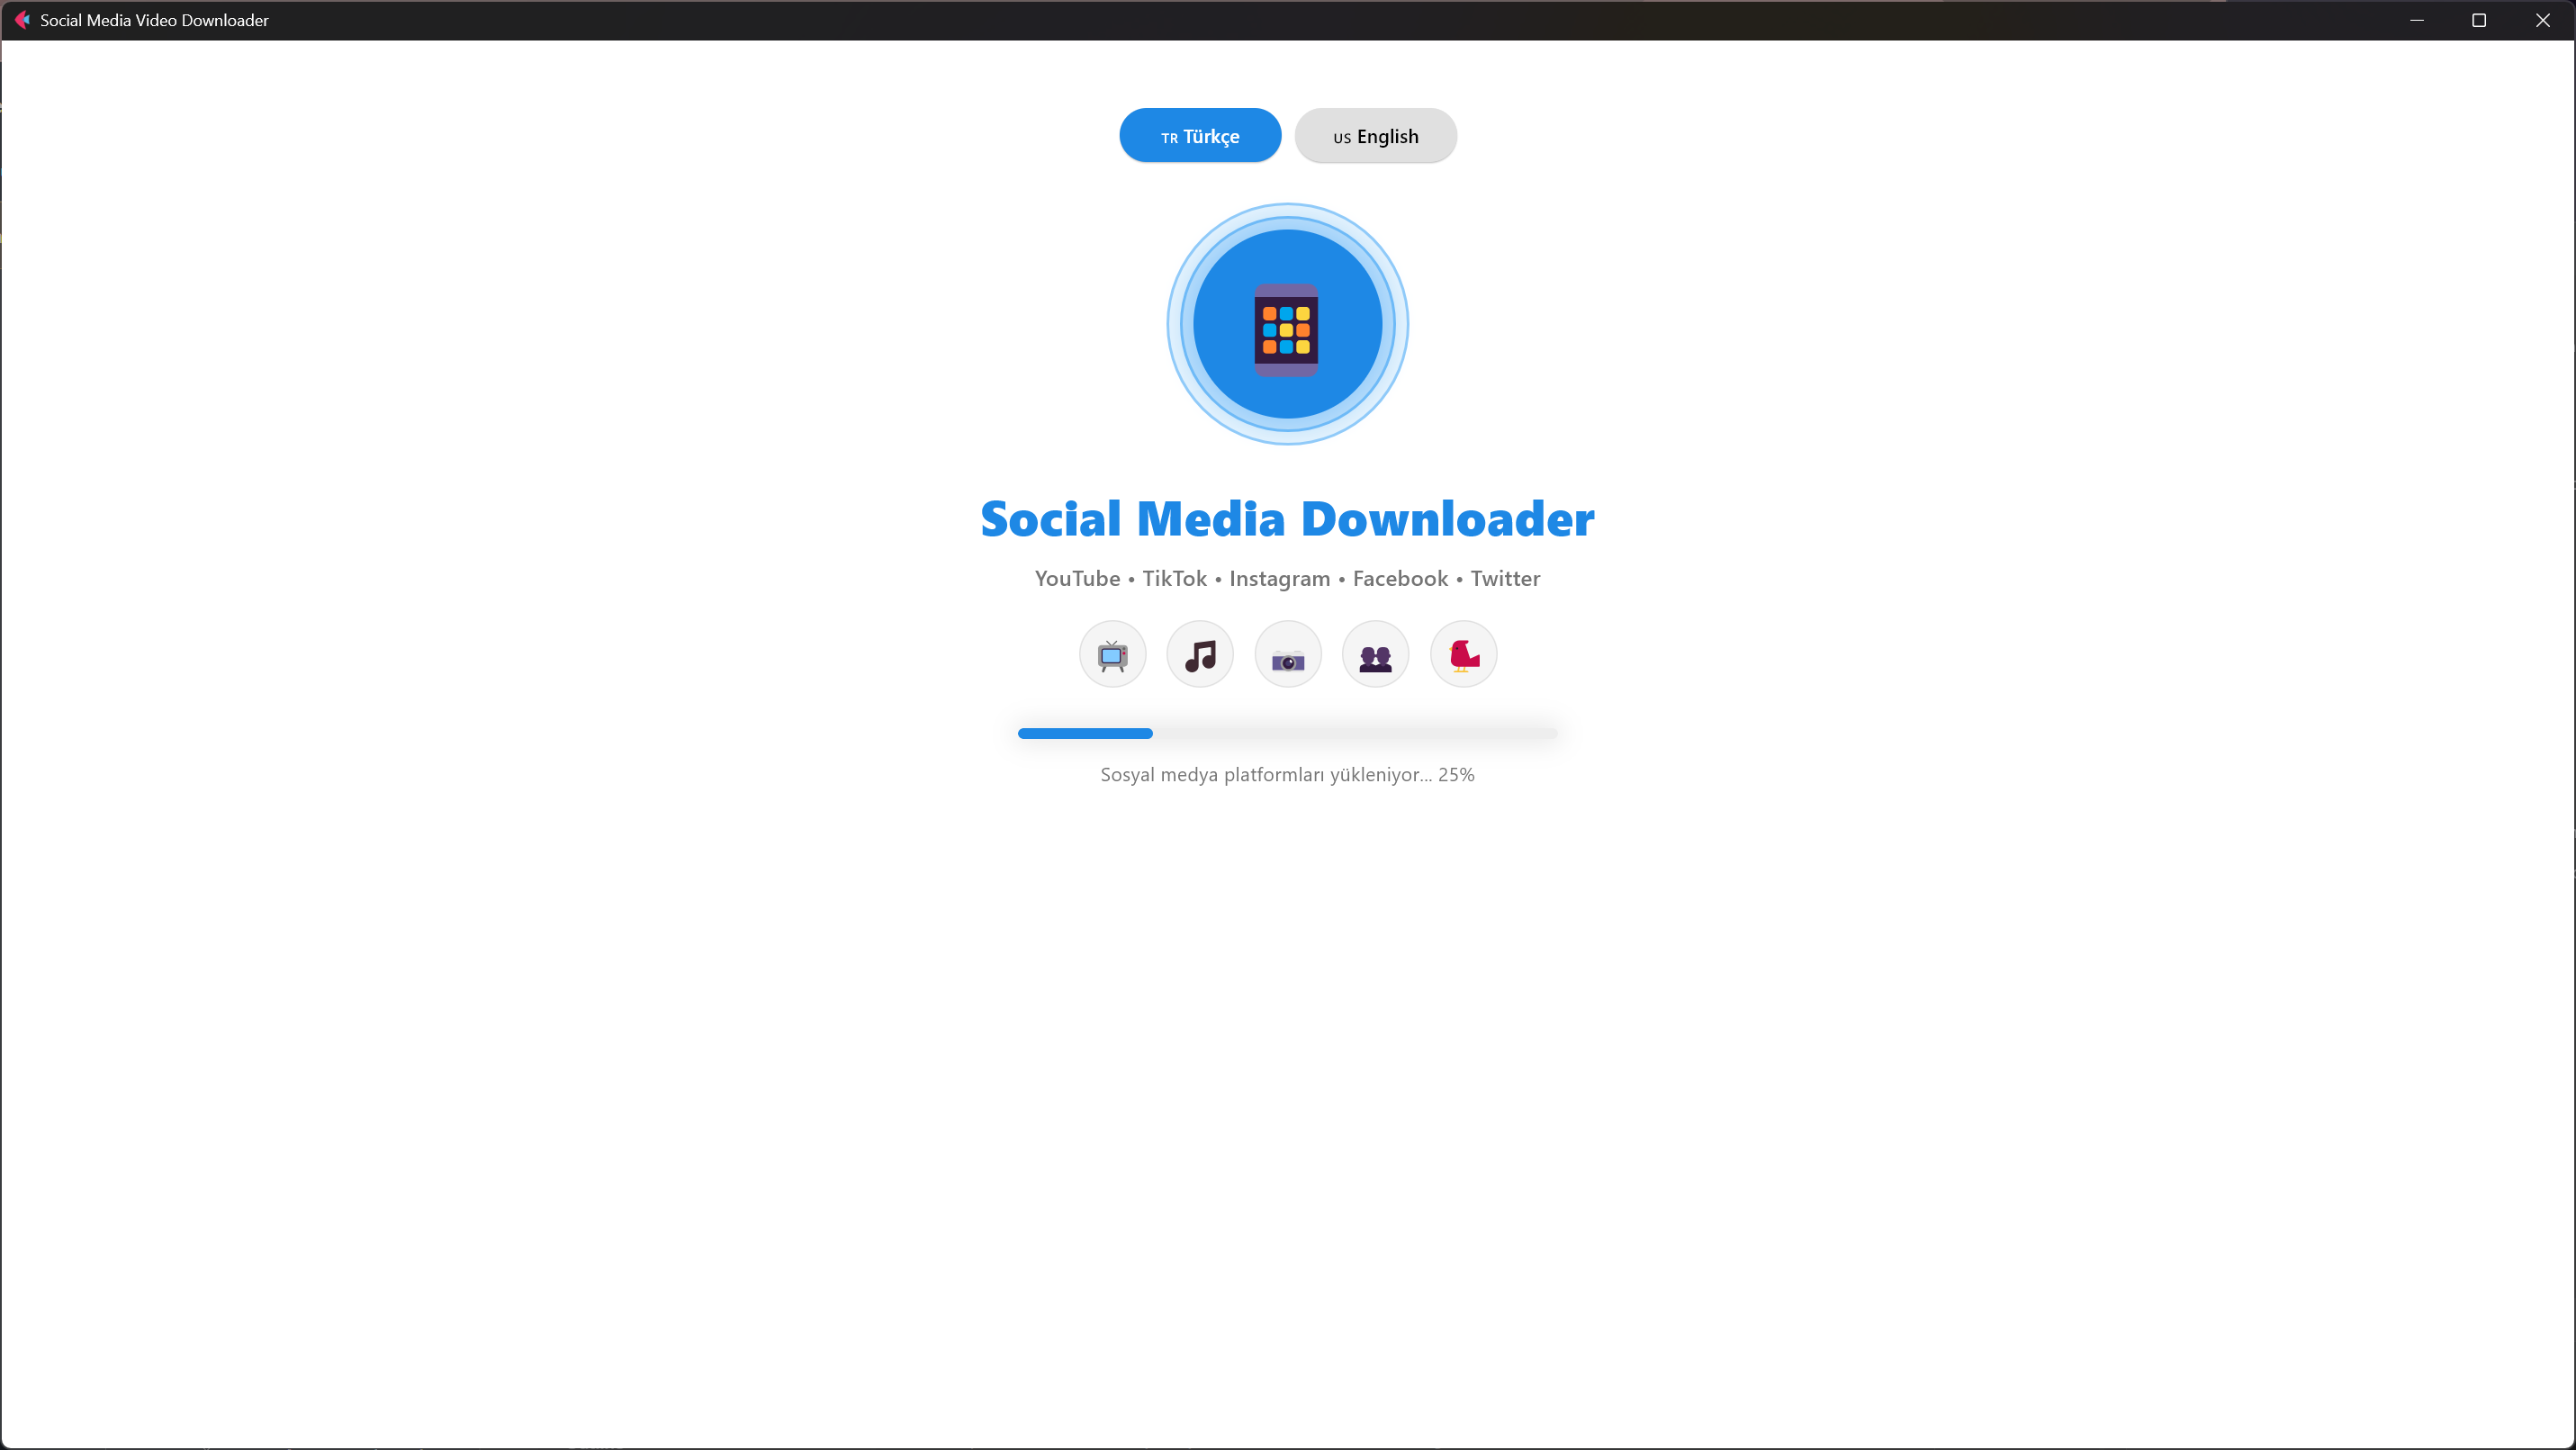 Social Media Video Downloader
TR Türkçe
US English
Social Media Downloader
YouTube • TikTok • Instagram • Facebook • Twitter
Sosyal medya platformları yükleniyor... 25%